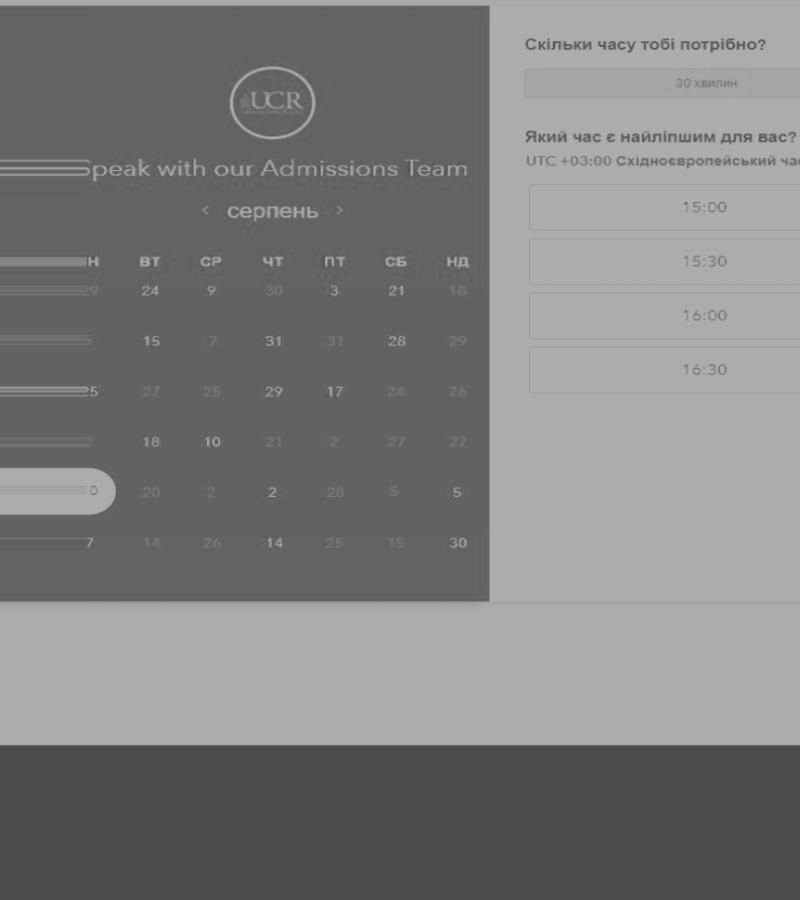 UCR
peak with our Admissions Team
< серпень >
Н ВТ СР ЧТ ПТ СБ НД
9 24 9 30 3 21 18
5 15 7 31 31 28 29
5 27 25 29 17 24 26
2 18 10 21 2 27 27
0 20 2 2 28 5 5
7 14 26 14 25 15 30
Скільки часу тобі потрібно?
30 хвилин
Який час є найліпшим для вас?
UTC +03:00 Східноєвропейський час
15:00
15:30
16:00
16:30